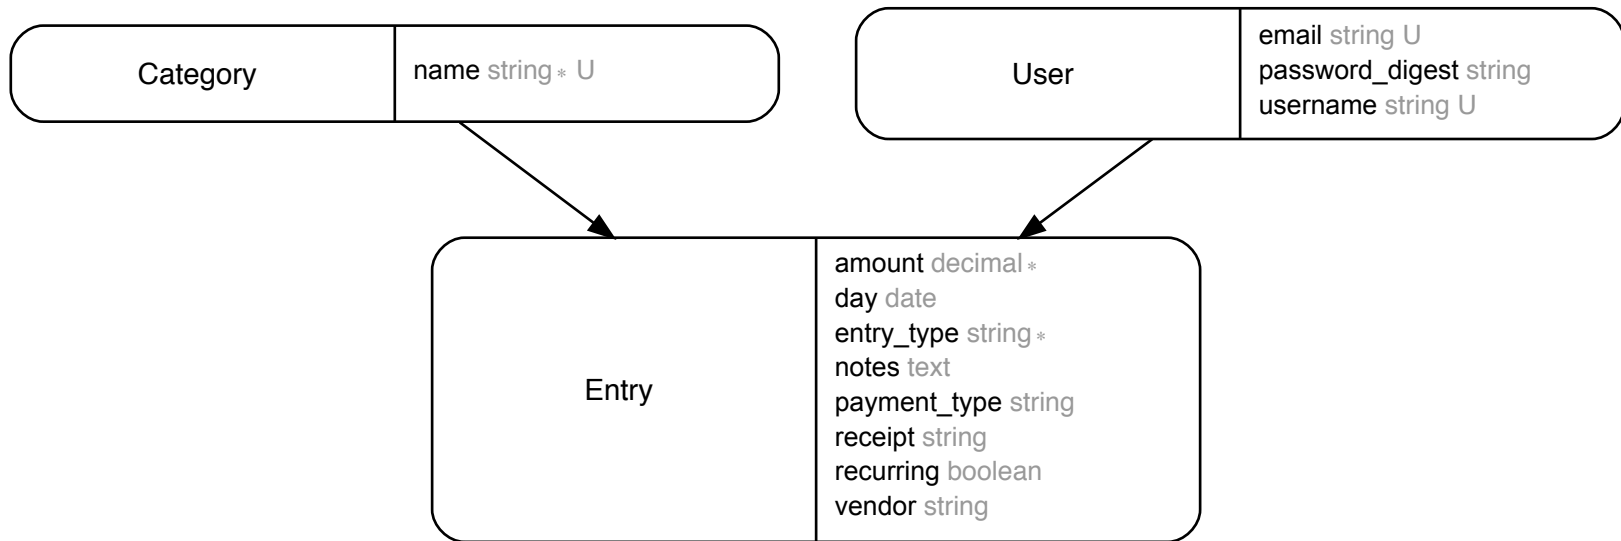 Category
name string∗ U
User
email string U
password_digest string
username string U
Entry
amount decimal∗
day date
entry_type string∗
notes text
payment_type string
receipt string
recurring boolean
vendor string